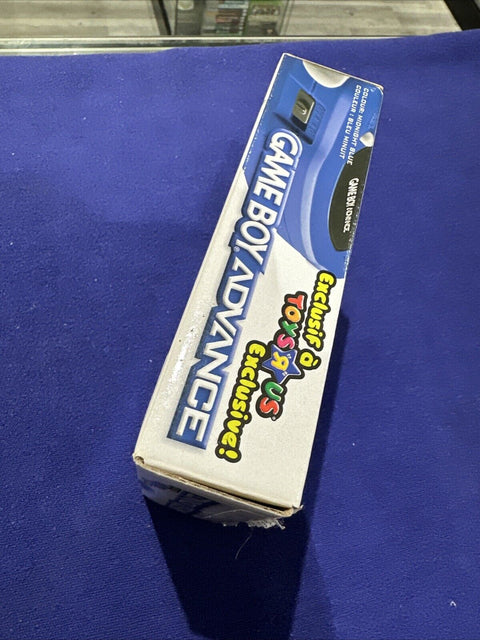 COLOUR: MIDNIGHT BLUE
COULEUR : BLEU MINUIT
GAME BOY ADVANCE
GAME BOY ADVANCE
Exclusif à
TOYS "R" US
Exclusive!